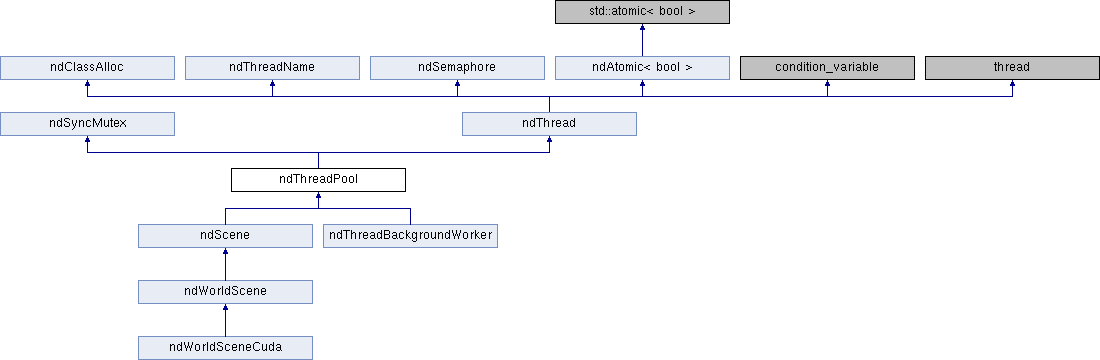 std::atomic< bool >
ndClassAlloc
ndThreadName
ndSemaphore
ndAtomic< bool >
condition_variable
thread
ndSyncMutex
ndThread
ndThreadPool
ndScene
ndThreadBackgroundWorker
ndWorldScene
ndWorldSceneCuda